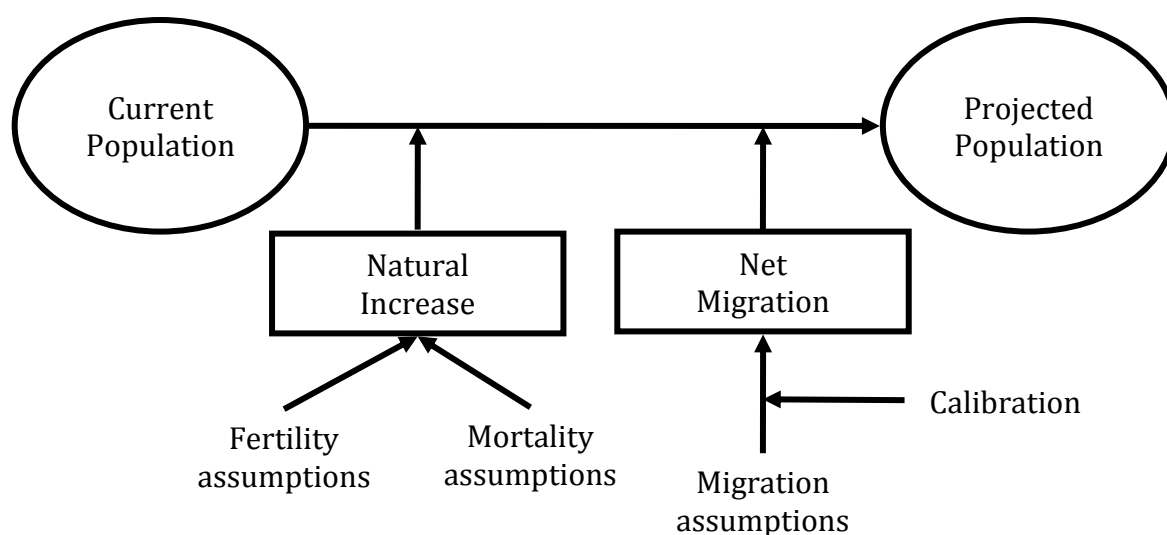 Current
Population
Projected
Population
Natural
Increase
Net
Migration
Fertility
assumptions
Mortality
assumptions
Calibration
Migration
assumptions